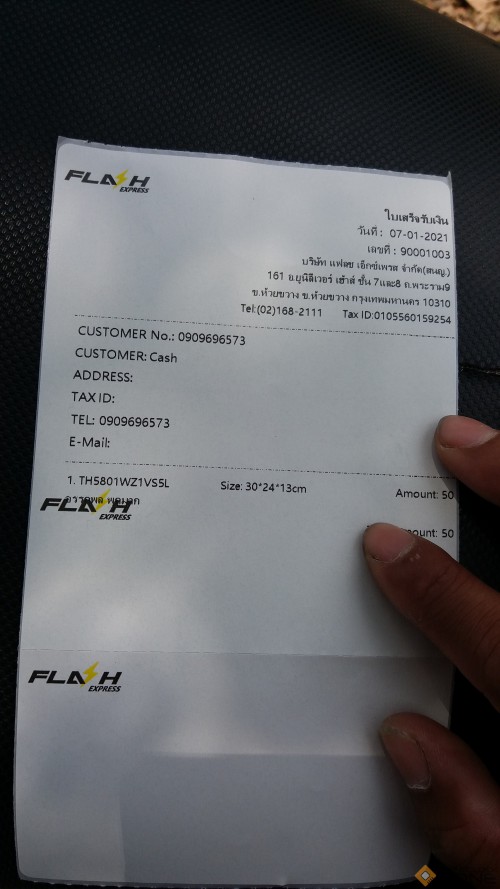 FLASH
EXPRESS
ใบเสร็จรับเงิน
วันที่ : 07-01-2021
เลขที่ : 90001003
บริษัท แฟลช เอ็กซ์เพรส จำกัด(สนญ.)
161 อ.ยูนิลีเวอร์ เฮ้าส์ ชั้น 7และ8 ถ.พระราม9
ข.ห้วยขวาง ข.ห้วยขวาง กรุงเทพมหานคร 10310
Tel:(02)168-2111 Tax ID:0105560159254
CUSTOMER No.: 0909696573
CUSTOMER: Cash
ADDRESS:
TAX ID:
TEL: 0909696573
E-Mail:
1. TH5801WZ1VS5L Size: 30*24*13cm Amount: 50
FLASH
EXPRESS
ount: 50
FLASH
EXPRESS